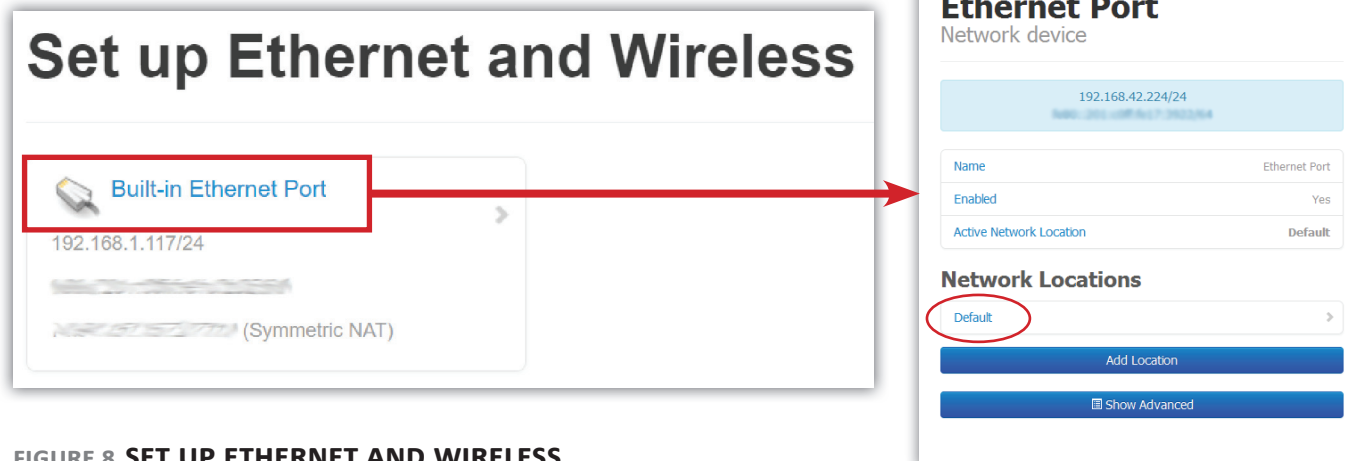 Set up Ethernet and Wireless
Built-in Ethernet Port
192.168.1.117/24
(Symmetric NAT)
FIGURE 8 SET UP ETHERNET AND WIRELESS
Ethernet Port
Network device
192.168.42.224/24
Name Ethernet Port
Enabled Yes
Active Network Location Default
Network Locations
Default
Add Location
Show Advanced